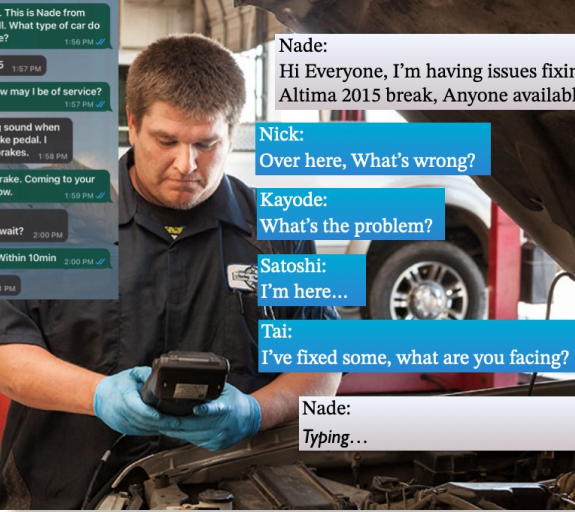 . This is Nade from
. What type of car do
e?
1:56 PM
5 1:57 PM
w may I be of service?
1:57 PM
sound when
ke pedal. I
rakes. 1:58 PM
rake. Coming to your
ow. 1:59 PM
wait? 2:00 PM
Within 10min 2:00 PM
PM
Nade:
Hi Everyone, I'm having issues fixin
Altima 2015 break, Anyone availabl
Nick:
Over here, What's wrong?
Kayode:
What's the problem?
Satoshi:
I'm here...
Tai:
I've fixed some, what are you facing?
Nade:
Typing...